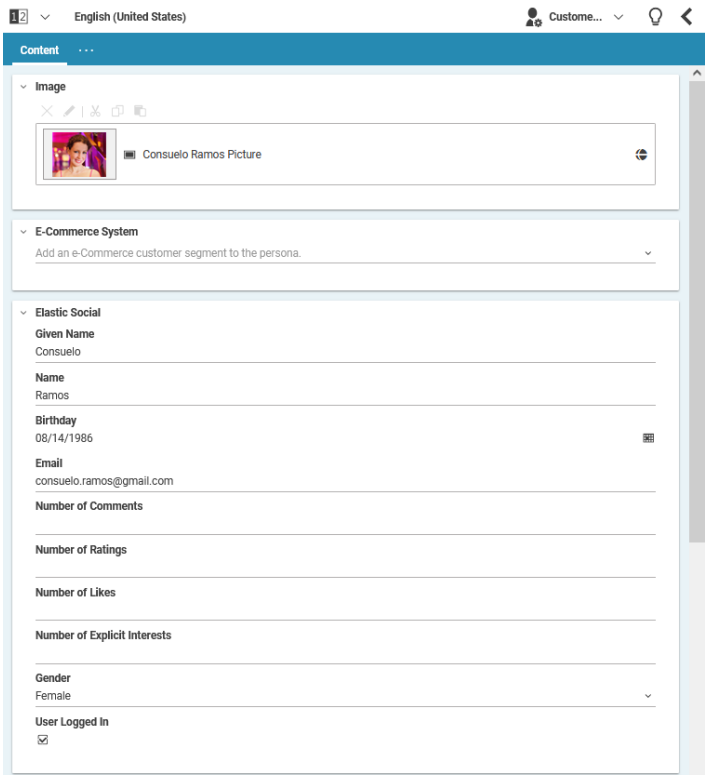 12 English (United States) Custome...
Content ...
Image
Consuelo Ramos Picture
E-Commerce System
Add an e-Commerce customer segment to the persona.
Elastic Social
Given Name
Consuelo
Name
Ramos
Birthday
08/14/1986
Email
consuelo.ramos@gmail.com
Number of Comments
Number of Ratings
Number of Likes
Number of Explicit Interests
Gender
Female
User Logged In